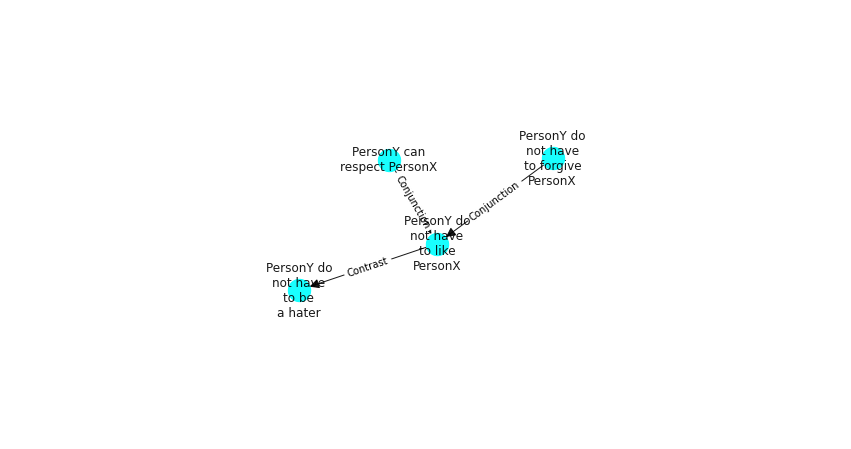 PersonY do
not have
to forgive
PersonX
PersonY can
respect PersonX
Conjunction
Conjunction
PersonY do
not have
to like
PersonX
Contrast
PersonY do
not have
to be
a hater